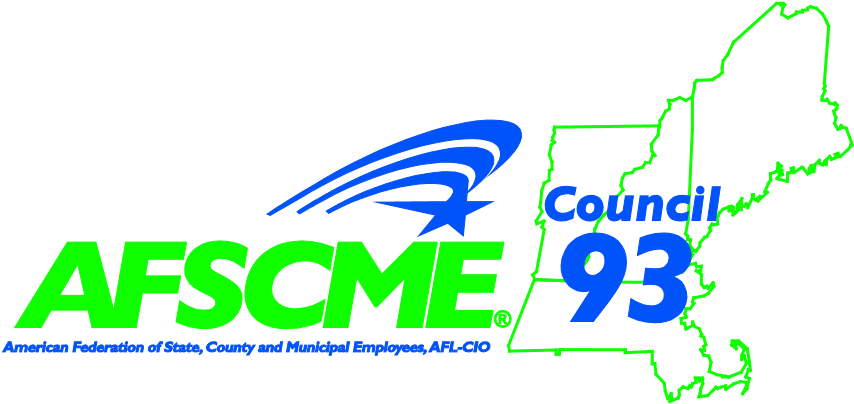 Council
93
AFSCME®
American Federation of State, County and Municipal Employees, AFL-CIO